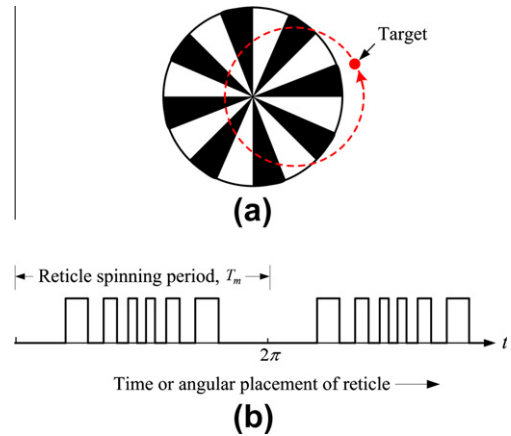 Target
(a)
Reticle spinning period, Tₘ
2π
t
Time or angular placement of reticle
(b)